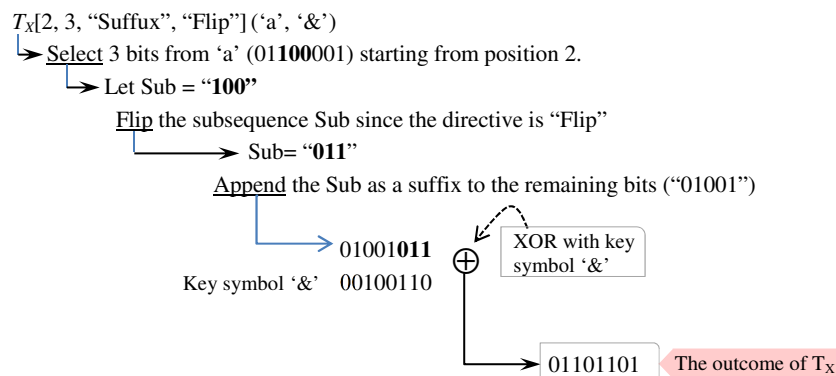 T_X[2, 3, “Suffux”, “Flip”] (‘a’, ‘&’)
Select 3 bits from ‘a’ (01100001) starting from position 2.
Let Sub = “100”
Flip the subsequence Sub since the directive is “Flip”
Sub= “011”
Append the Sub as a suffix to the remaining bits (“01001”)
01001011
XOR with key
symbol ‘&’
Key symbol ‘&’ 00100110
01101101
The outcome of T_X